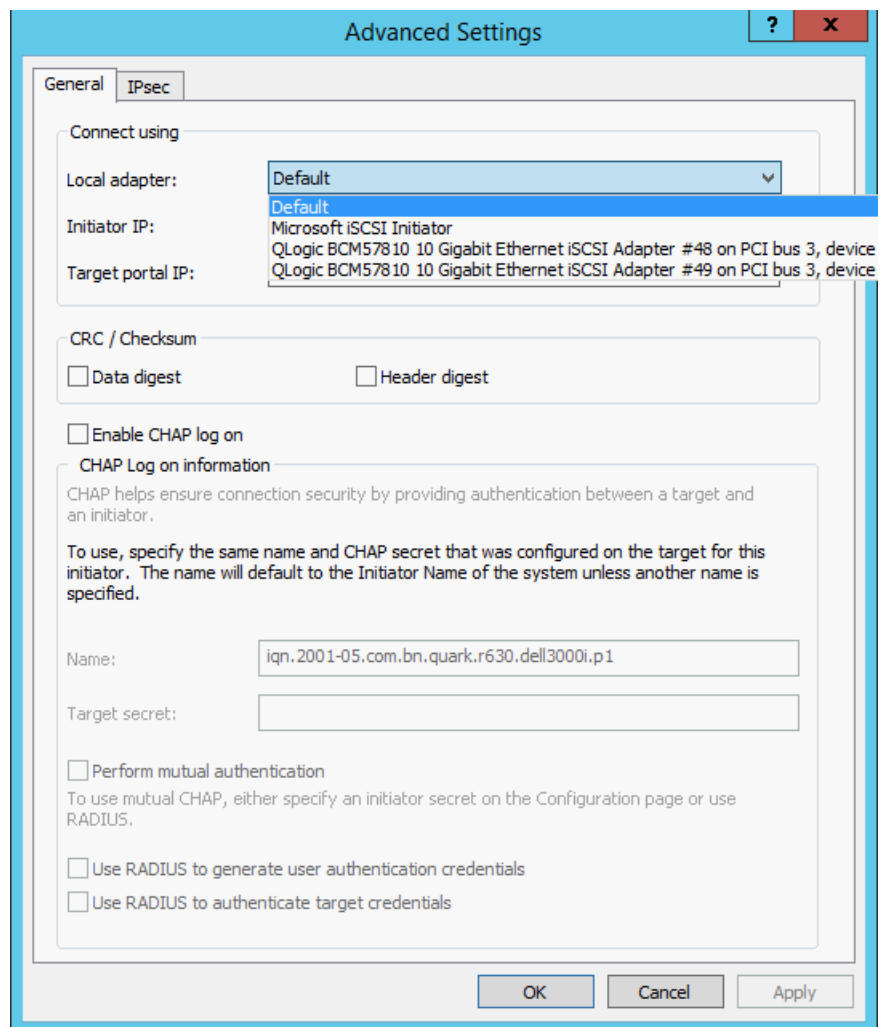 Advanced Settings
?
x
General
IPsec
Connect using
Local adapter:
Default
Default
Initiator IP:
Microsoft iSCSI Initiator
QLogic BCM57810 10 Gigabit Ethernet iSCSI Adapter #48 on PCI bus 3, device
Target portal IP:
QLogic BCM57810 10 Gigabit Ethernet iSCSI Adapter #49 on PCI bus 3, device
CRC / Checksum
Data digest
Header digest
Enable CHAP log on
CHAP Log on information
CHAP helps ensure connection security by providing authentication between a target and
an initiator.
To use, specify the same name and CHAP secret that was configured on the target for this
initiator. The name will default to the Initiator Name of the system unless another name is
specified.
Name:
iqn.2001-05.com.bn.quark.r630.dell3000i.p1
Target secret:
Perform mutual authentication
To use mutual CHAP, either specify an initiator secret on the Configuration page or use
RADIUS.
Use RADIUS to generate user authentication credentials
Use RADIUS to authenticate target credentials
OK
Cancel
Apply